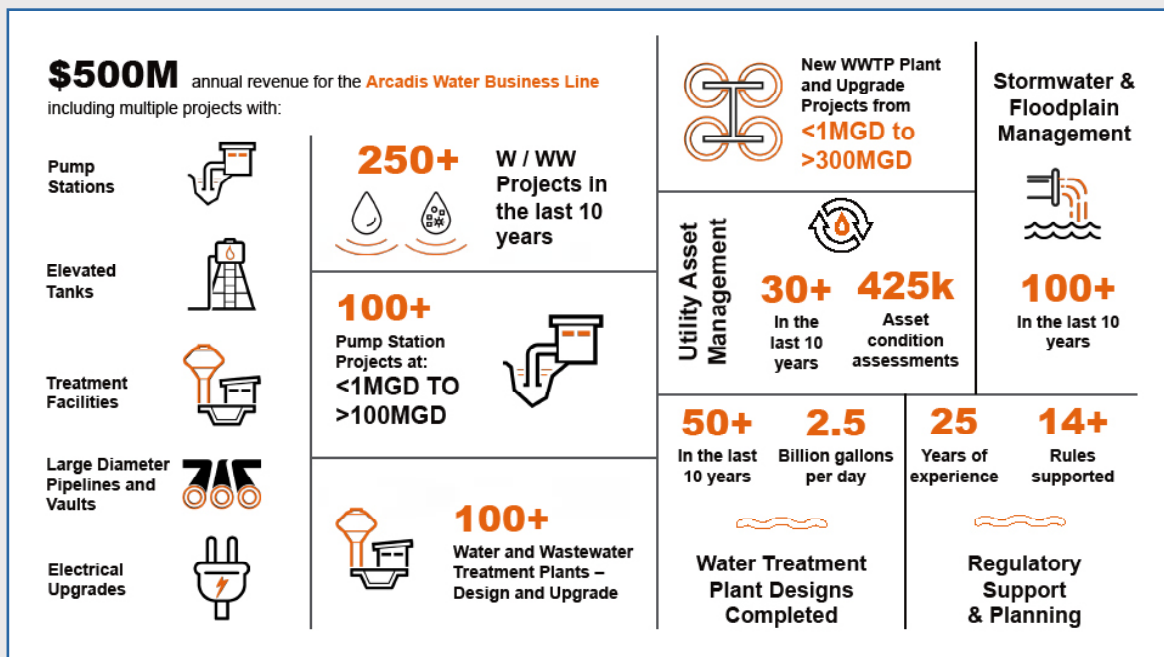 $500M annual revenue for the Arcadis Water Business Line
including multiple projects with:
Pump
Stations
Elevated
Tanks
Treatment
Facilities
Large Diameter
Pipelines and
Vaults
Electrical
Upgrades
250+
W / WW
Projects in
the last 10
years
100+
Pump Station
Projects at:
<1MGD TO
>100MGD
100+
Water and Wastewater
Treatment Plants –
Design and Upgrade
New WWTP Plant
and Upgrade
Projects from
<1MGD to
>300MGD
Utility Asset
Management
30+
In the
last 10
years
425k
Asset
condition
assessments
Stormwater &
Floodplain
Management
100+
In the last 10
years
50+
In the last
10 years
2.5
Billion gallons
per day
Water Treatment
Plant Designs
Completed
25
Years of
experience
14+
Rules
supported
Regulatory
Support
& Planning